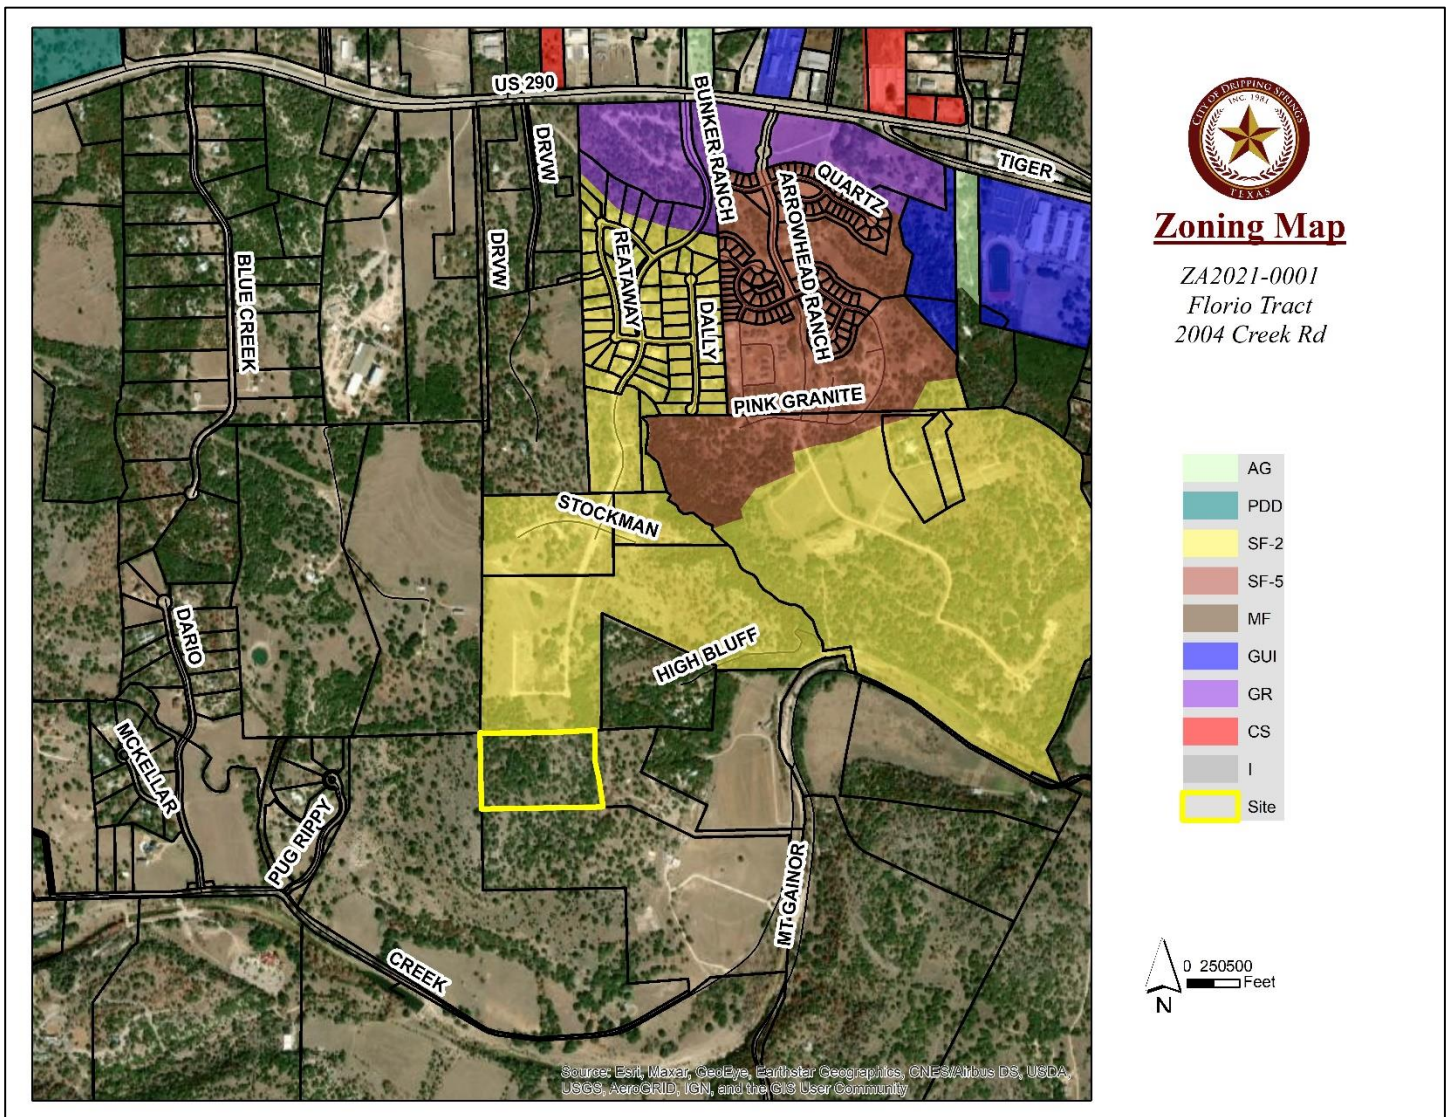 US 290
BUNKER RANCH
DRVW
TIGER
QUARTZ
ARROWHEAD RANCH
DRVW
REATAWAY
BLUE CREEK
DALLY
PINK GRANITE
STOCKMAN
DARIO
HIGH BLUFF
MCKELLAR
PUG RIPPY
MT GAINOR
CREEK
Source: Esri, Maxar, GeoEye, Earthstar Geographics, CNES/Airbus DS, USDA,
USGS, AeroGRID, IGN, and the GIS User Community
CITY OF DRIPPING SPRINGS
INC. 1981
TEXAS
Zoning Map
ZA2021-0001
Florio Tract
2004 Creek Rd
AG
PDD
SF-2
SF-5
MF
GUI
GR
CS
I
Site
0 250500
Feet
N